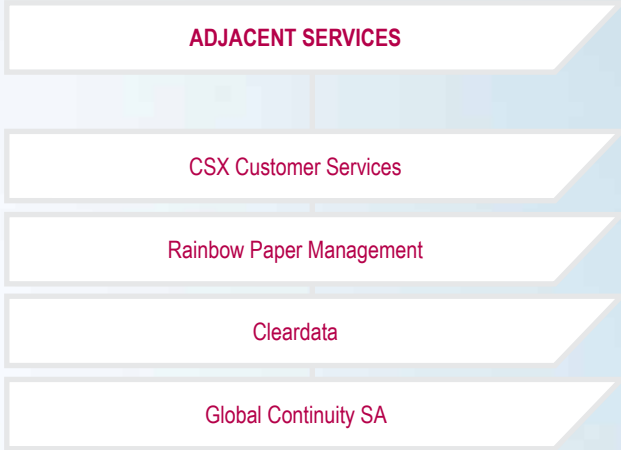 ADJACENT SERVICES
CSX Customer Services
Rainbow Paper Management
Cleardata
Global Continuity SA